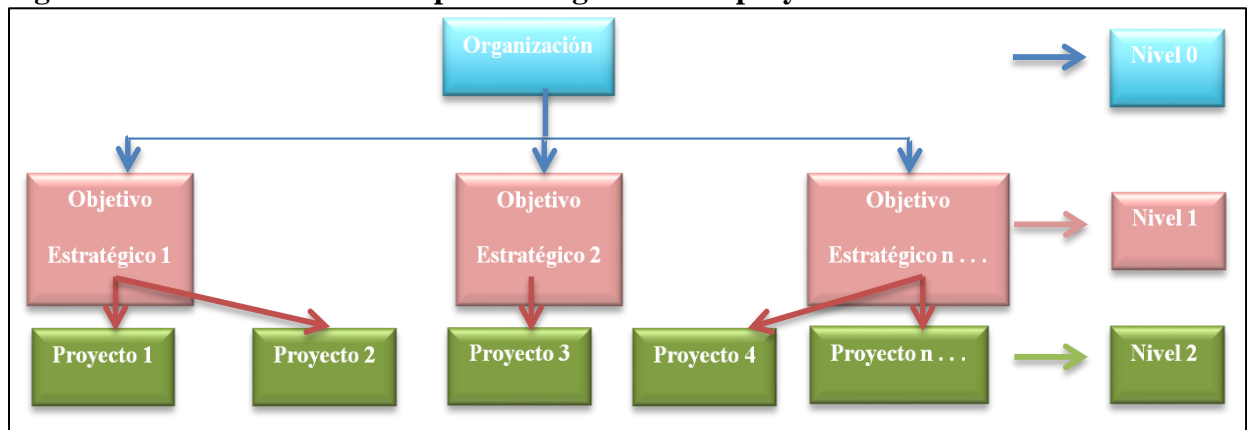 Organización
Nivel 0
Objetivo
Estratégico 1
Objetivo
Estratégico 2
Objetivo
Estratégico n . . .
Nivel 1
Proyecto 1
Proyecto 2
Proyecto 3
Proyecto 4
Proyecto n . . .
Nivel 2